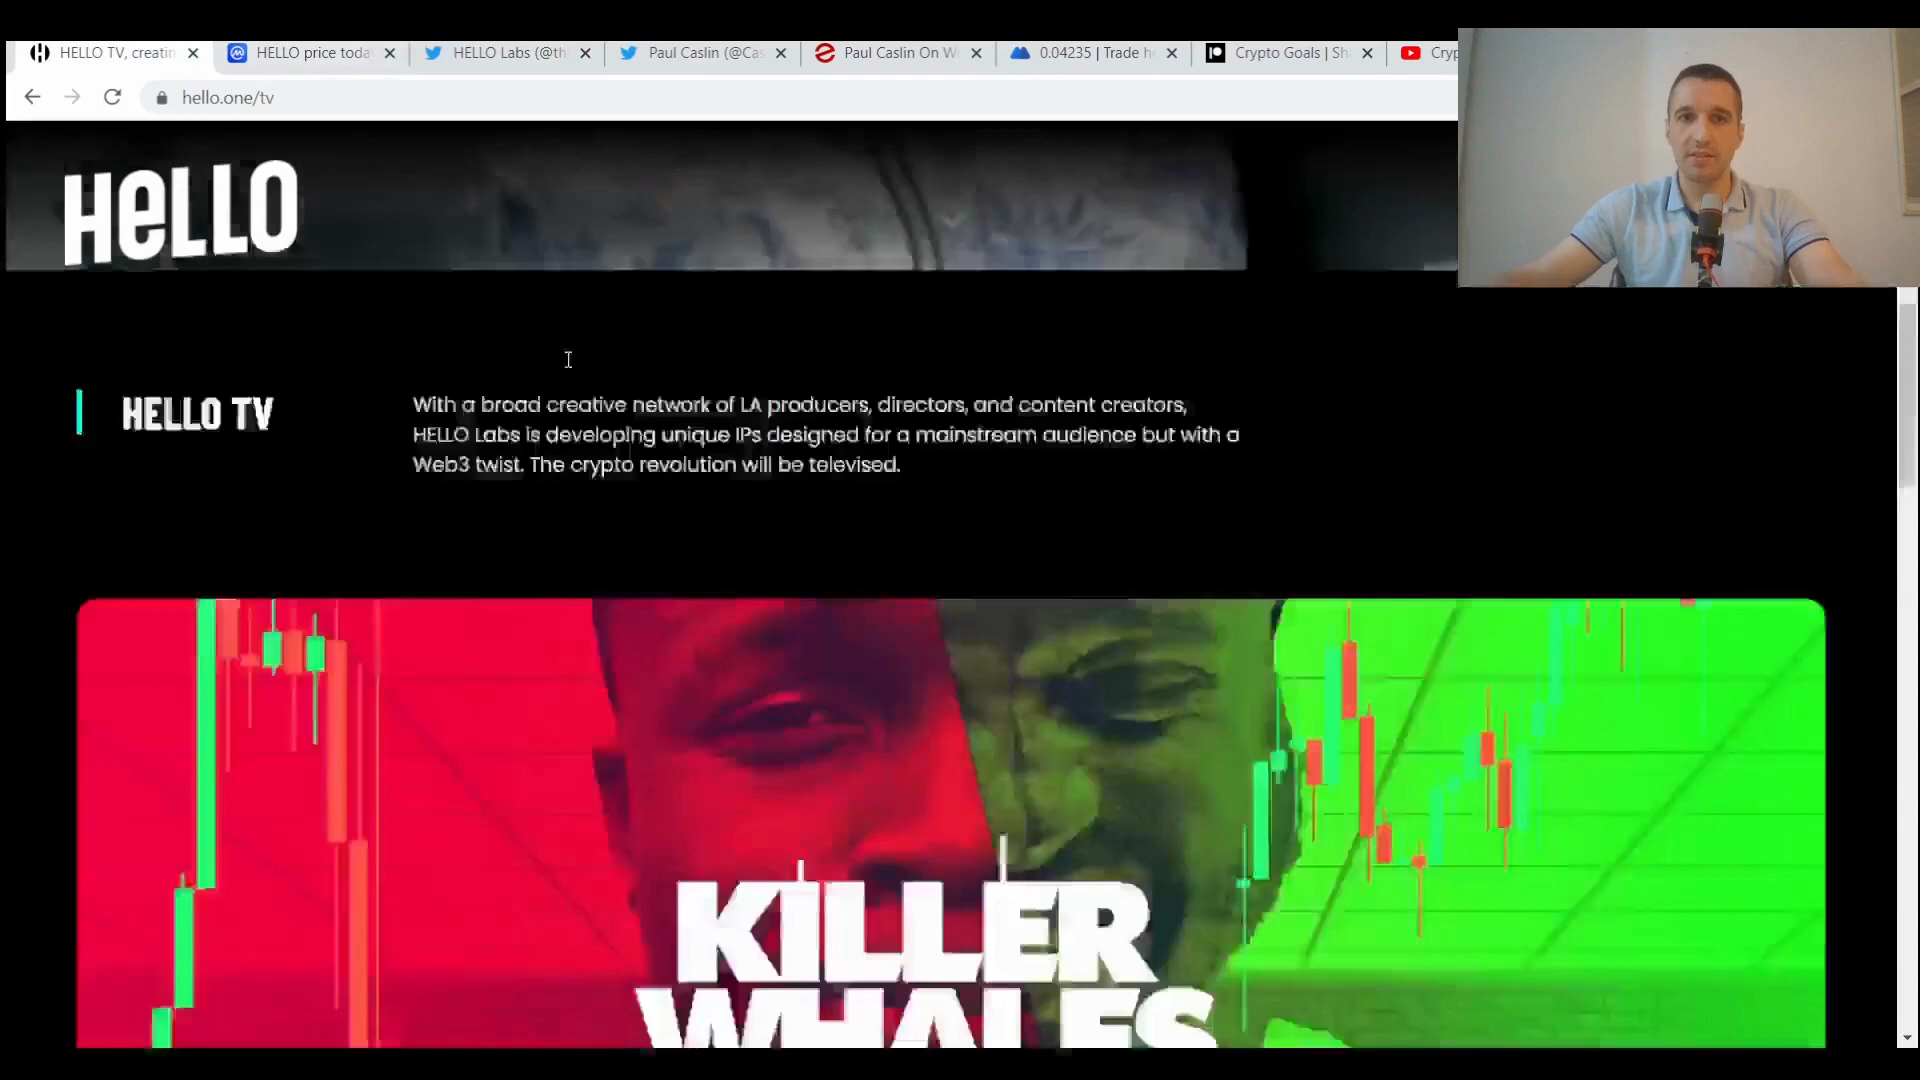 HELLO TV, creatin
HELLO price toda
HELLO Labs (@the
Paul Caslin (@Cas
Paul Caslin On W
0.04235 | Trade h
Crypto Goals | Sha
Cryp
hello.one/tv
HeLLO
HELLO TV
With a broad creative network of LA producers, directors, and content creators,
HELLO Labs is developing unique IPs designed for a mainstream audience but with a
Web3 twist. The crypto revolution will be televised.
KILLER
WHALES